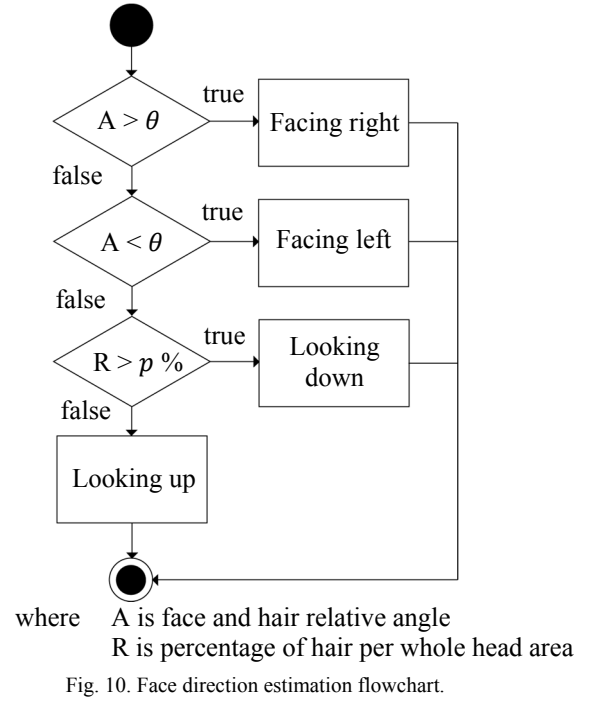 true
A > θ
Facing right
false
true
A < θ
Facing left
false
true
R > p %
Looking
down
false
Looking up
where A is face and hair relative angle
R is percentage of hair per whole head area
Fig. 10. Face direction estimation flowchart.